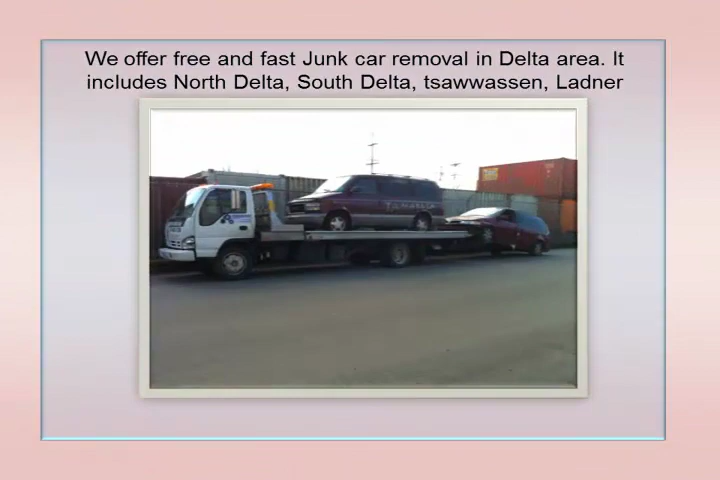 We offer free and fast Junk car removal in Delta area. It
includes North Delta, South Delta, tsawwassen, Ladner